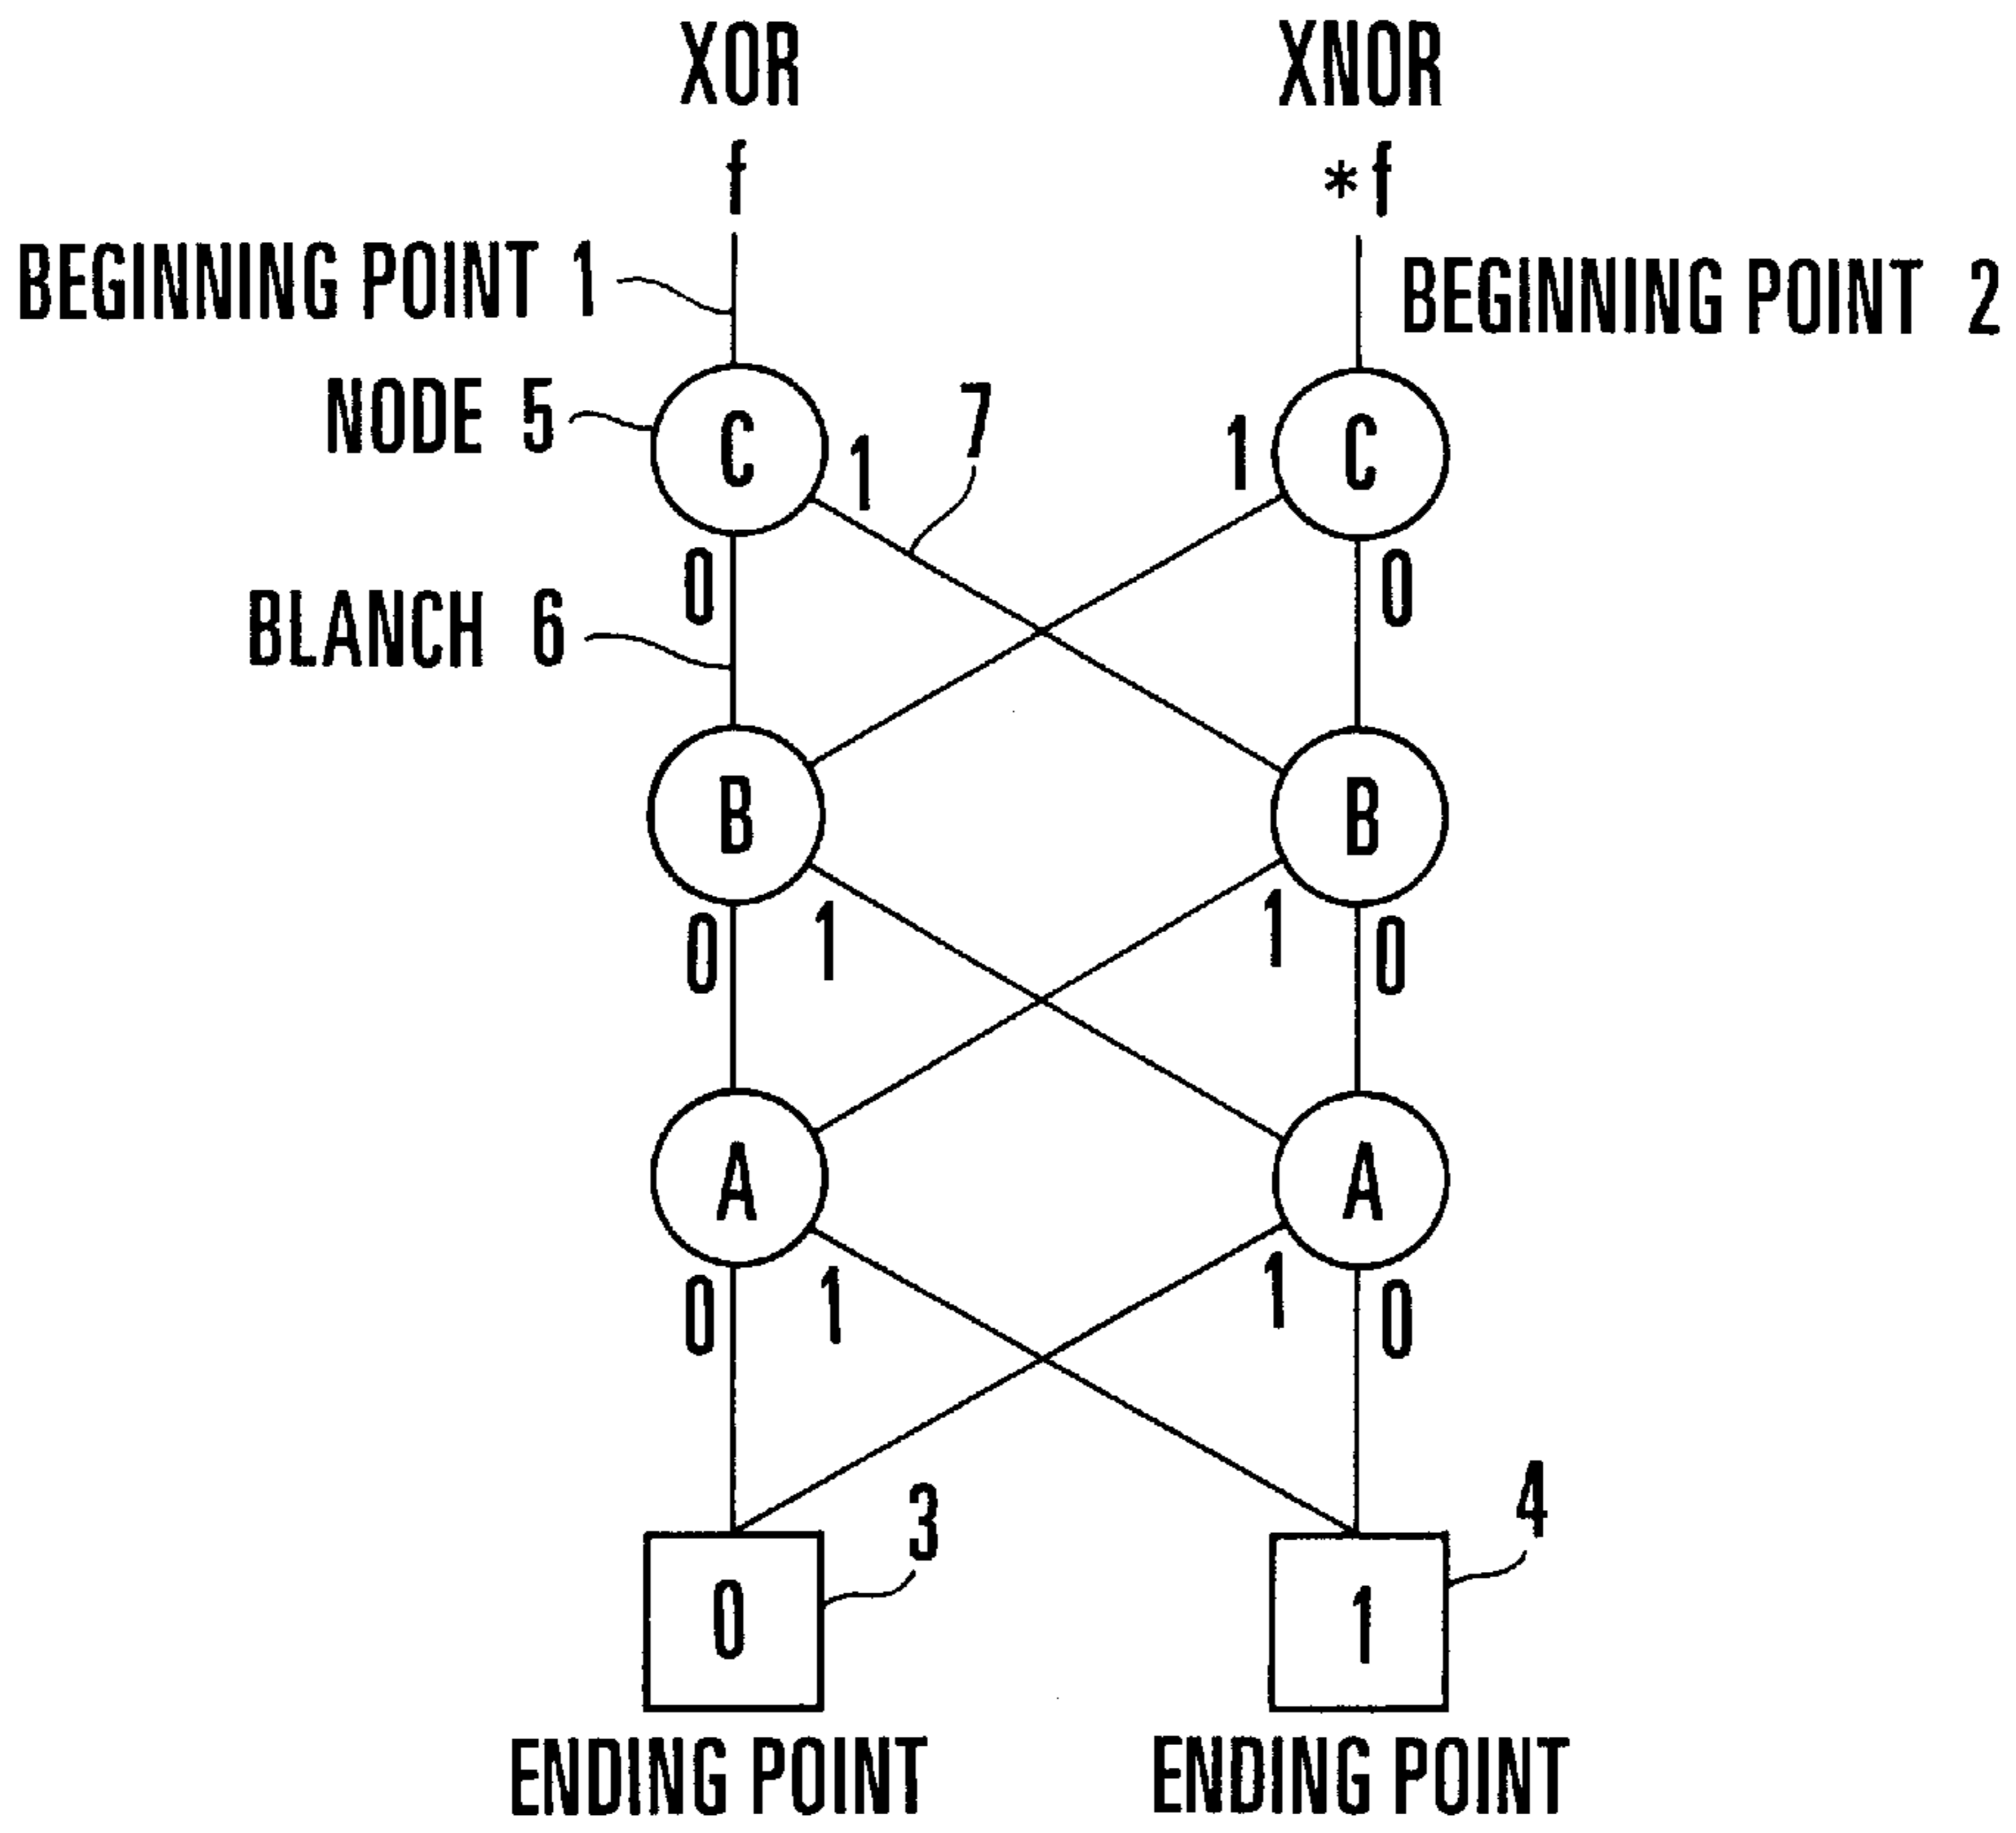 XOR XNOR
f *f
BEGINNING POINT 1 BEGINNING POINT 2
NODE 5 C 1 7 1 C
0 0
BLANCH 6
B B
0 1 1 0
A A
0 1 1 0
3 4
0 1
ENDING POINT ENDING POINT